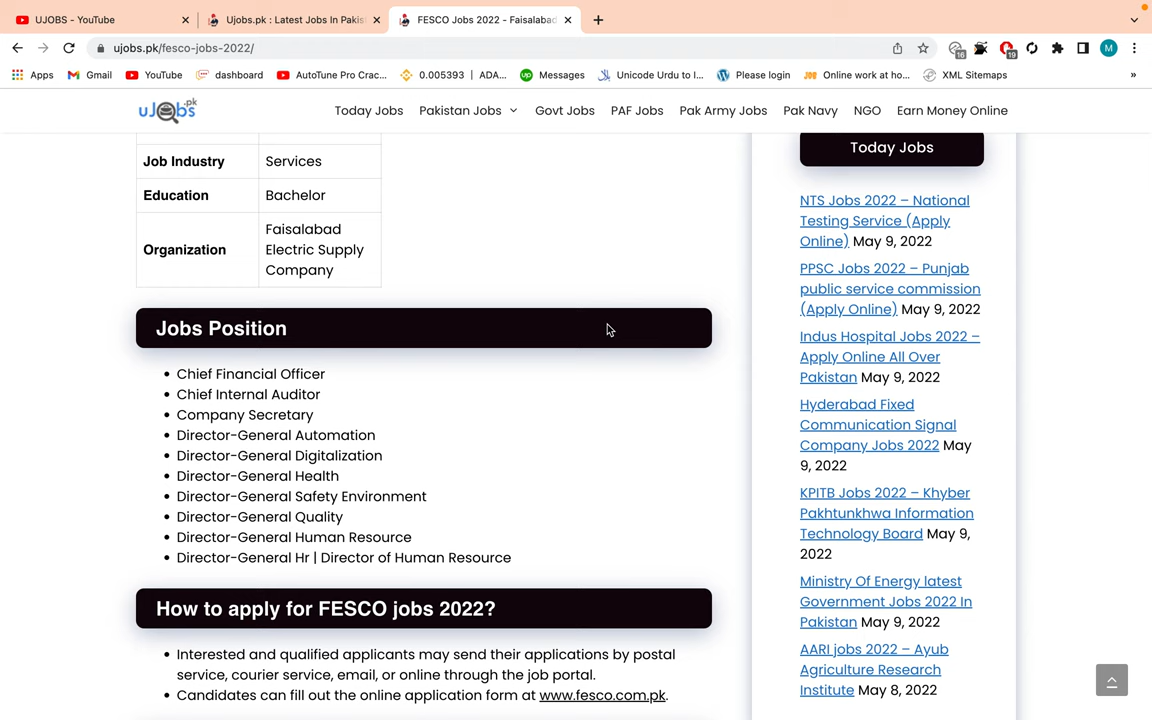 UJOBS - YouTube
Ujobs.pk : Latest Jobs In Pakis
FESCO Jobs 2022 - Faisalabad
ujobs.pk/fesco-jobs-2022/
16
19
M
Apps
Gmail
YouTube
dashboard
AutoTune Pro Crac...
0.005393 | ADA...
Messages
Unicode Urdu to I...
Please login
Online work at ho...
XML Sitemaps
»
uJobs.pk
Today Jobs
Pakistan Jobs
Govt Jobs
PAF Jobs
Pak Army Jobs
Pak Navy
NGO
Earn Money Online
Job Industry
Services
Education
Bachelor
Organization
Faisalabad
Electric Supply
Company
Jobs Position
• Chief Financial Officer
• Chief Internal Auditor
• Company Secretary
• Director-General Automation
• Director-General Digitalization
• Director-General Health
• Director-General Safety Environment
• Director-General Quality
• Director-General Human Resource
• Director-General Hr | Director of Human Resource
How to apply for FESCO jobs 2022?
• Interested and qualified applicants may send their applications by postal
service, courier service, email, or online through the job portal.
• Candidates can fill out the online application form at www.fesco.com.pk.
Today Jobs
NTS Jobs 2022 – National
Testing Service (Apply
Online) May 9, 2022
PPSC Jobs 2022 – Punjab
public service commission
(Apply Online) May 9, 2022
Indus Hospital Jobs 2022 –
Apply Online All Over
Pakistan May 9, 2022
Hyderabad Fixed
Communication Signal
Company Jobs 2022 May
9, 2022
KPITB Jobs 2022 – Khyber
Pakhtunkhwa Information
Technology Board May 9,
2022
Ministry Of Energy latest
Government Jobs 2022 In
Pakistan May 9, 2022
AARI jobs 2022 – Ayub
Agriculture Research
Institute May 8, 2022